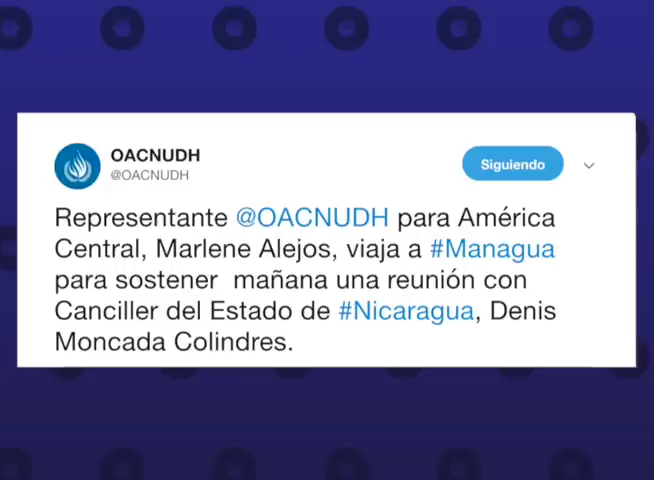 OACNUDH
@OACNUDH
Siguiendo
Representante @OACNUDH para América
Central, Marlene Alejos, viaja a #Managua
para sostener  mañana una reunión con
Canciller del Estado de #Nicaragua, Denis
Moncada Colindres.